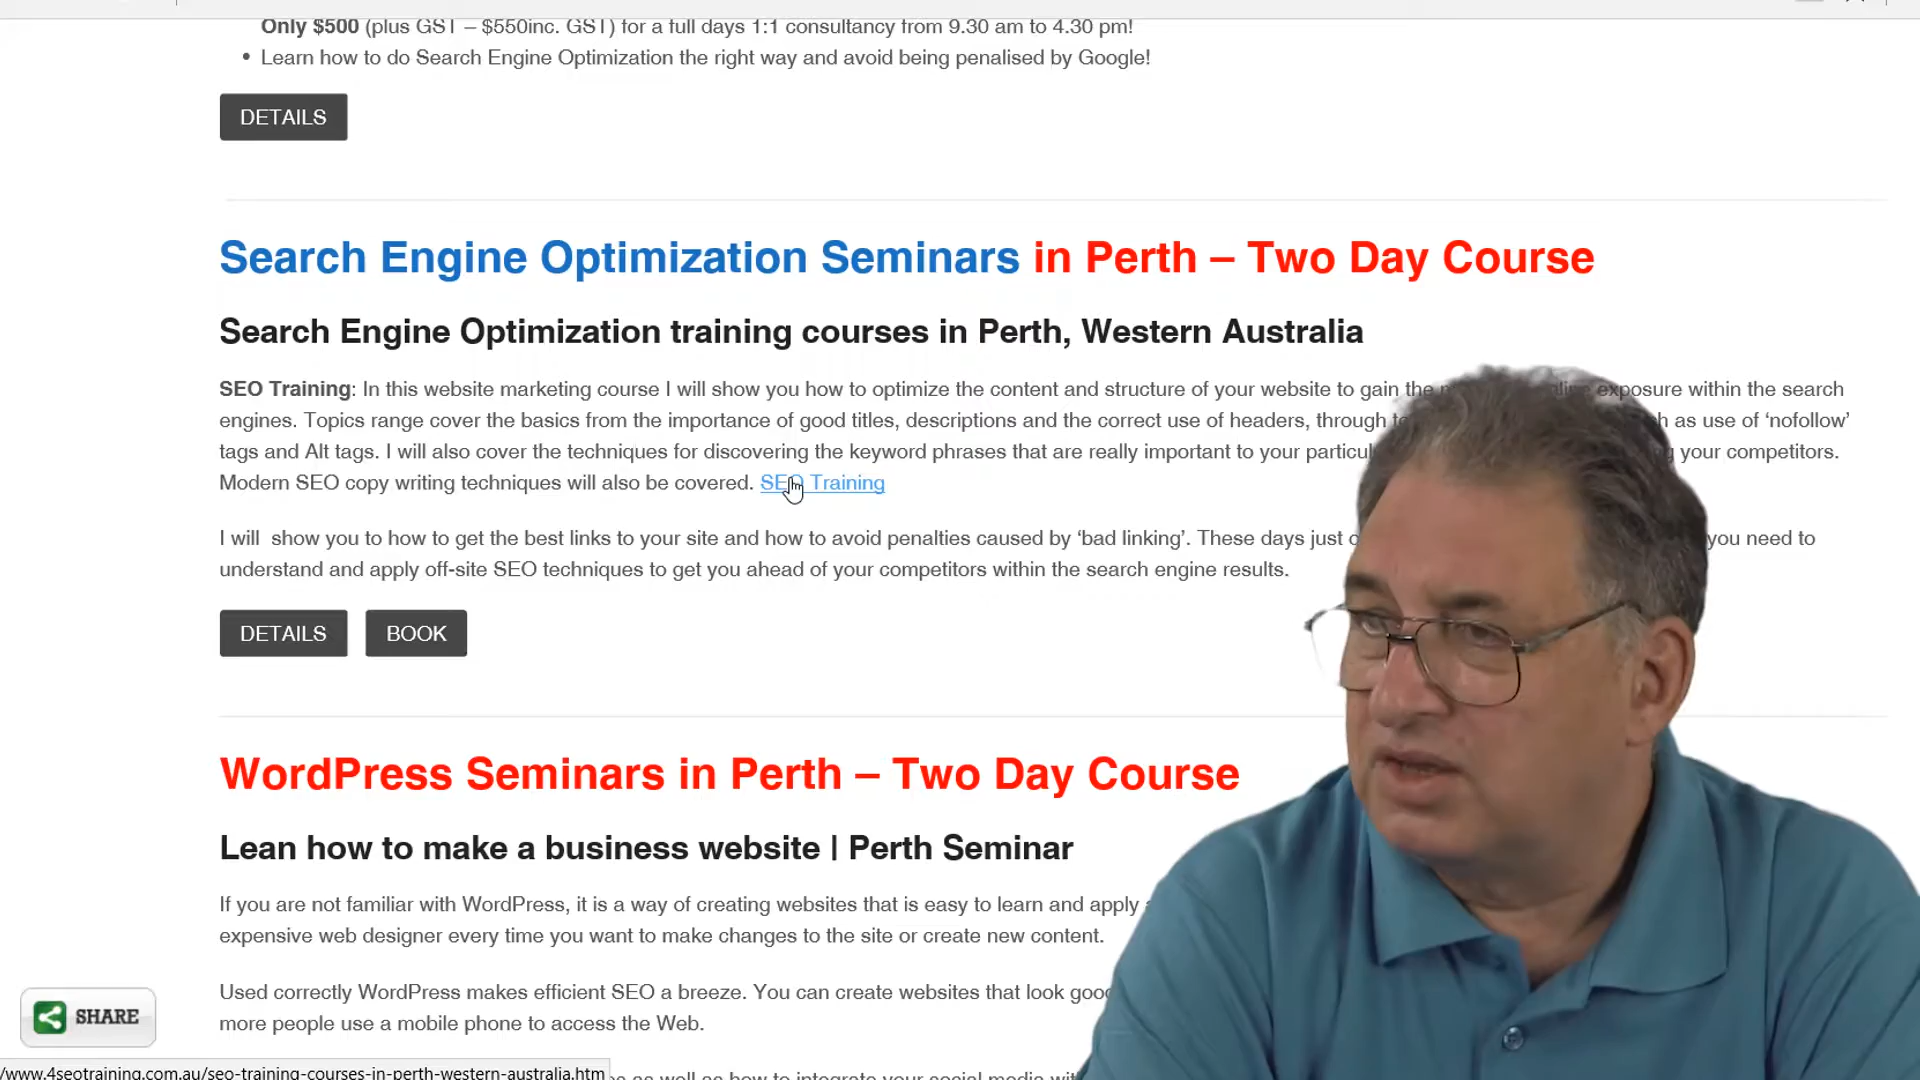 Only $500 (plus GST – $550inc. GST) for a full days 1:1 consultancy from 9.30 am to 4.30 pm!
• Learn how to do Search Engine Optimization the right way and avoid being penalised by Google!
DETAILS
Search Engine Optimization Seminars in Perth – Two Day Course
Search Engine Optimization training courses in Perth, Western Australia
SEO Training: In this website marketing course I will show you how to optimize the content and structure of your website to gain the exposure within the search
engines. Topics range cover the basics from the importance of good titles, descriptions and the correct use of headers, through as use of ‘nofollow’
tags and Alt tags. I will also cover the techniques for discovering the keyword phrases that are really important to your your competitors.
Modern SEO copy writing techniques will also be covered. SEO Training
I will show you to how to get the best links to your site and how to avoid penalties caused by ‘bad linking’. These days just you need to
understand and apply off-site SEO techniques to get you ahead of your competitors within the search engine results.
DETAILS BOOK
WordPress Seminars in Perth – Two Day Course
Lean how to make a business website | Perth Seminar
If you are not familiar with WordPress, it is a way of creating websites that is easy to learn and apply
expensive web designer every time you want to make changes to the site or create new content.
Used correctly WordPress makes efficient SEO a breeze. You can create websites that look
more people use a mobile phone to access the Web.
SHARE
/www.4seotraining.com.au/seo-training-courses-in-perth-western-australia.htm
as well as how to integrate your social media